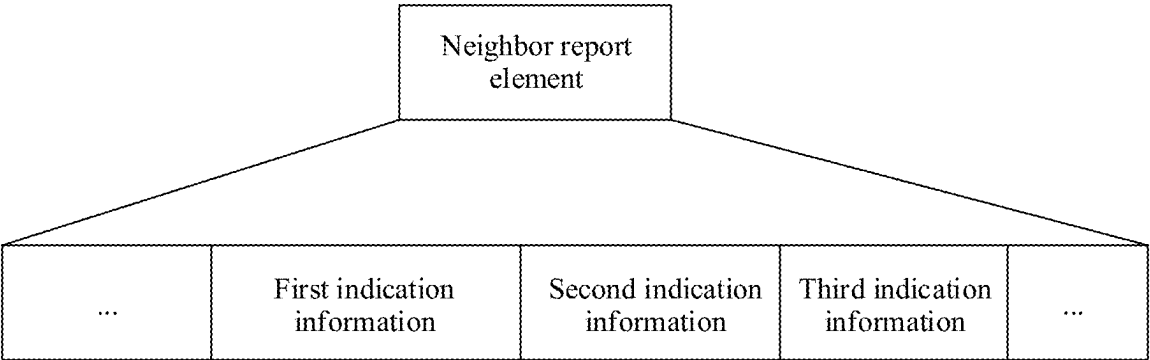 Neighbor report
element
...
First indication
information
Second indication
information
Third indication
information
...